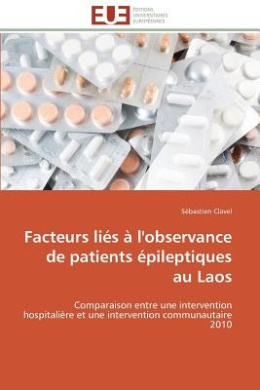 EUE
ÉDITIONS
UNIVERSITAIRES
EUROPÉENNES
Sébastien Clavel
Facteurs liés à l'observance
de patients épileptiques
au Laos
Comparaison entre une intervention
hospitalière et une intervention communautaire
2010